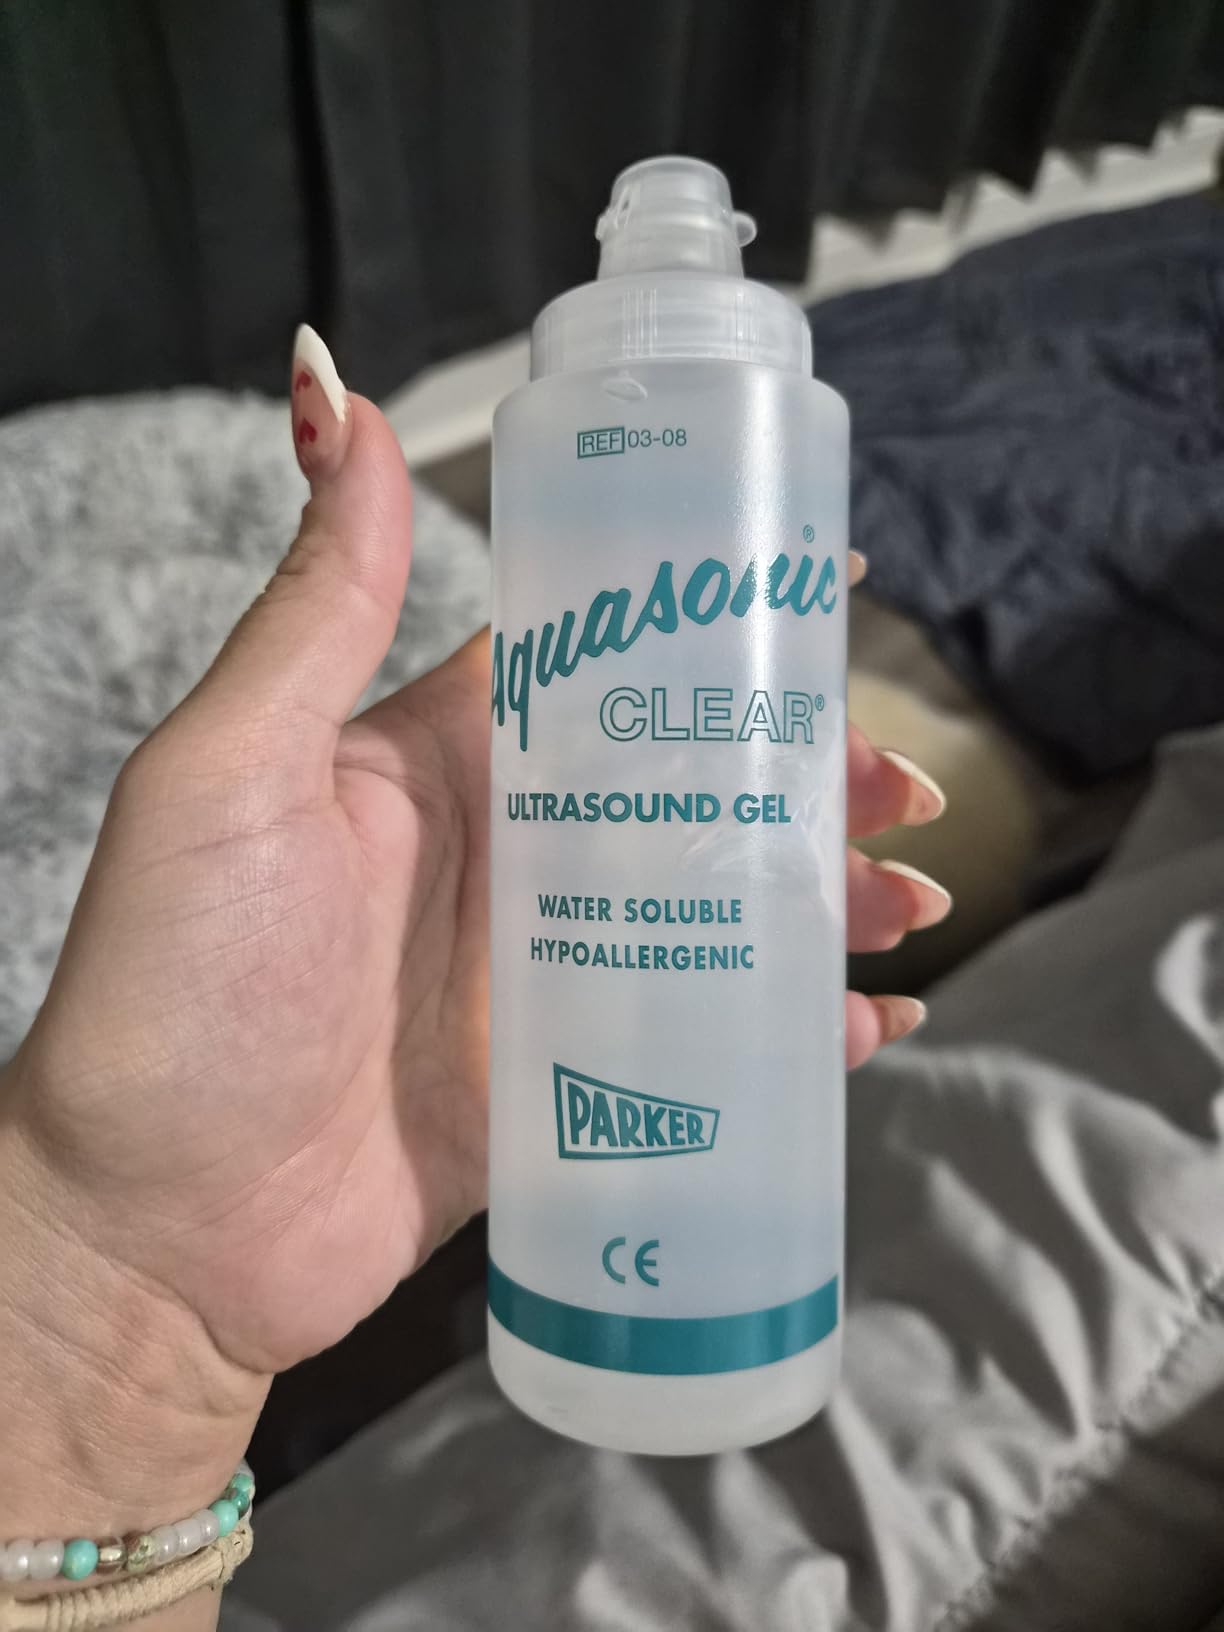 REF 03-08
Aquasonic®
CLEAR®
ULTRASOUND GEL
WATER SOLUBLE
HYPOALLERGENIC
PARKER
CE